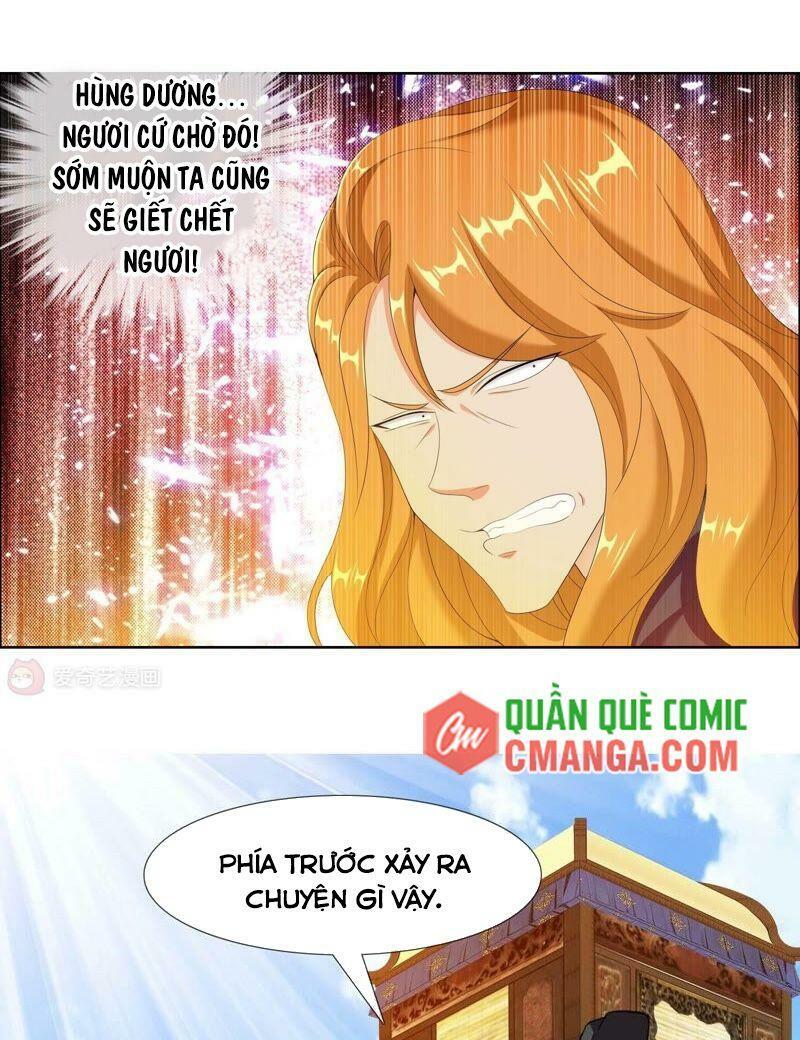 HÙNG DƯƠNG...
NGƯƠI CỨ CHỜ ĐÓ!
SỚM MUỘN TA CŨNG
SẼ GIẾT CHẾT
NGƯƠI!
爱奇艺漫画
Cm
QUẦN QUÈ COMIC
CMANGA.COM
PHÍA TRƯỚC XẢY RA
CHUYỆN GÌ VẬY.